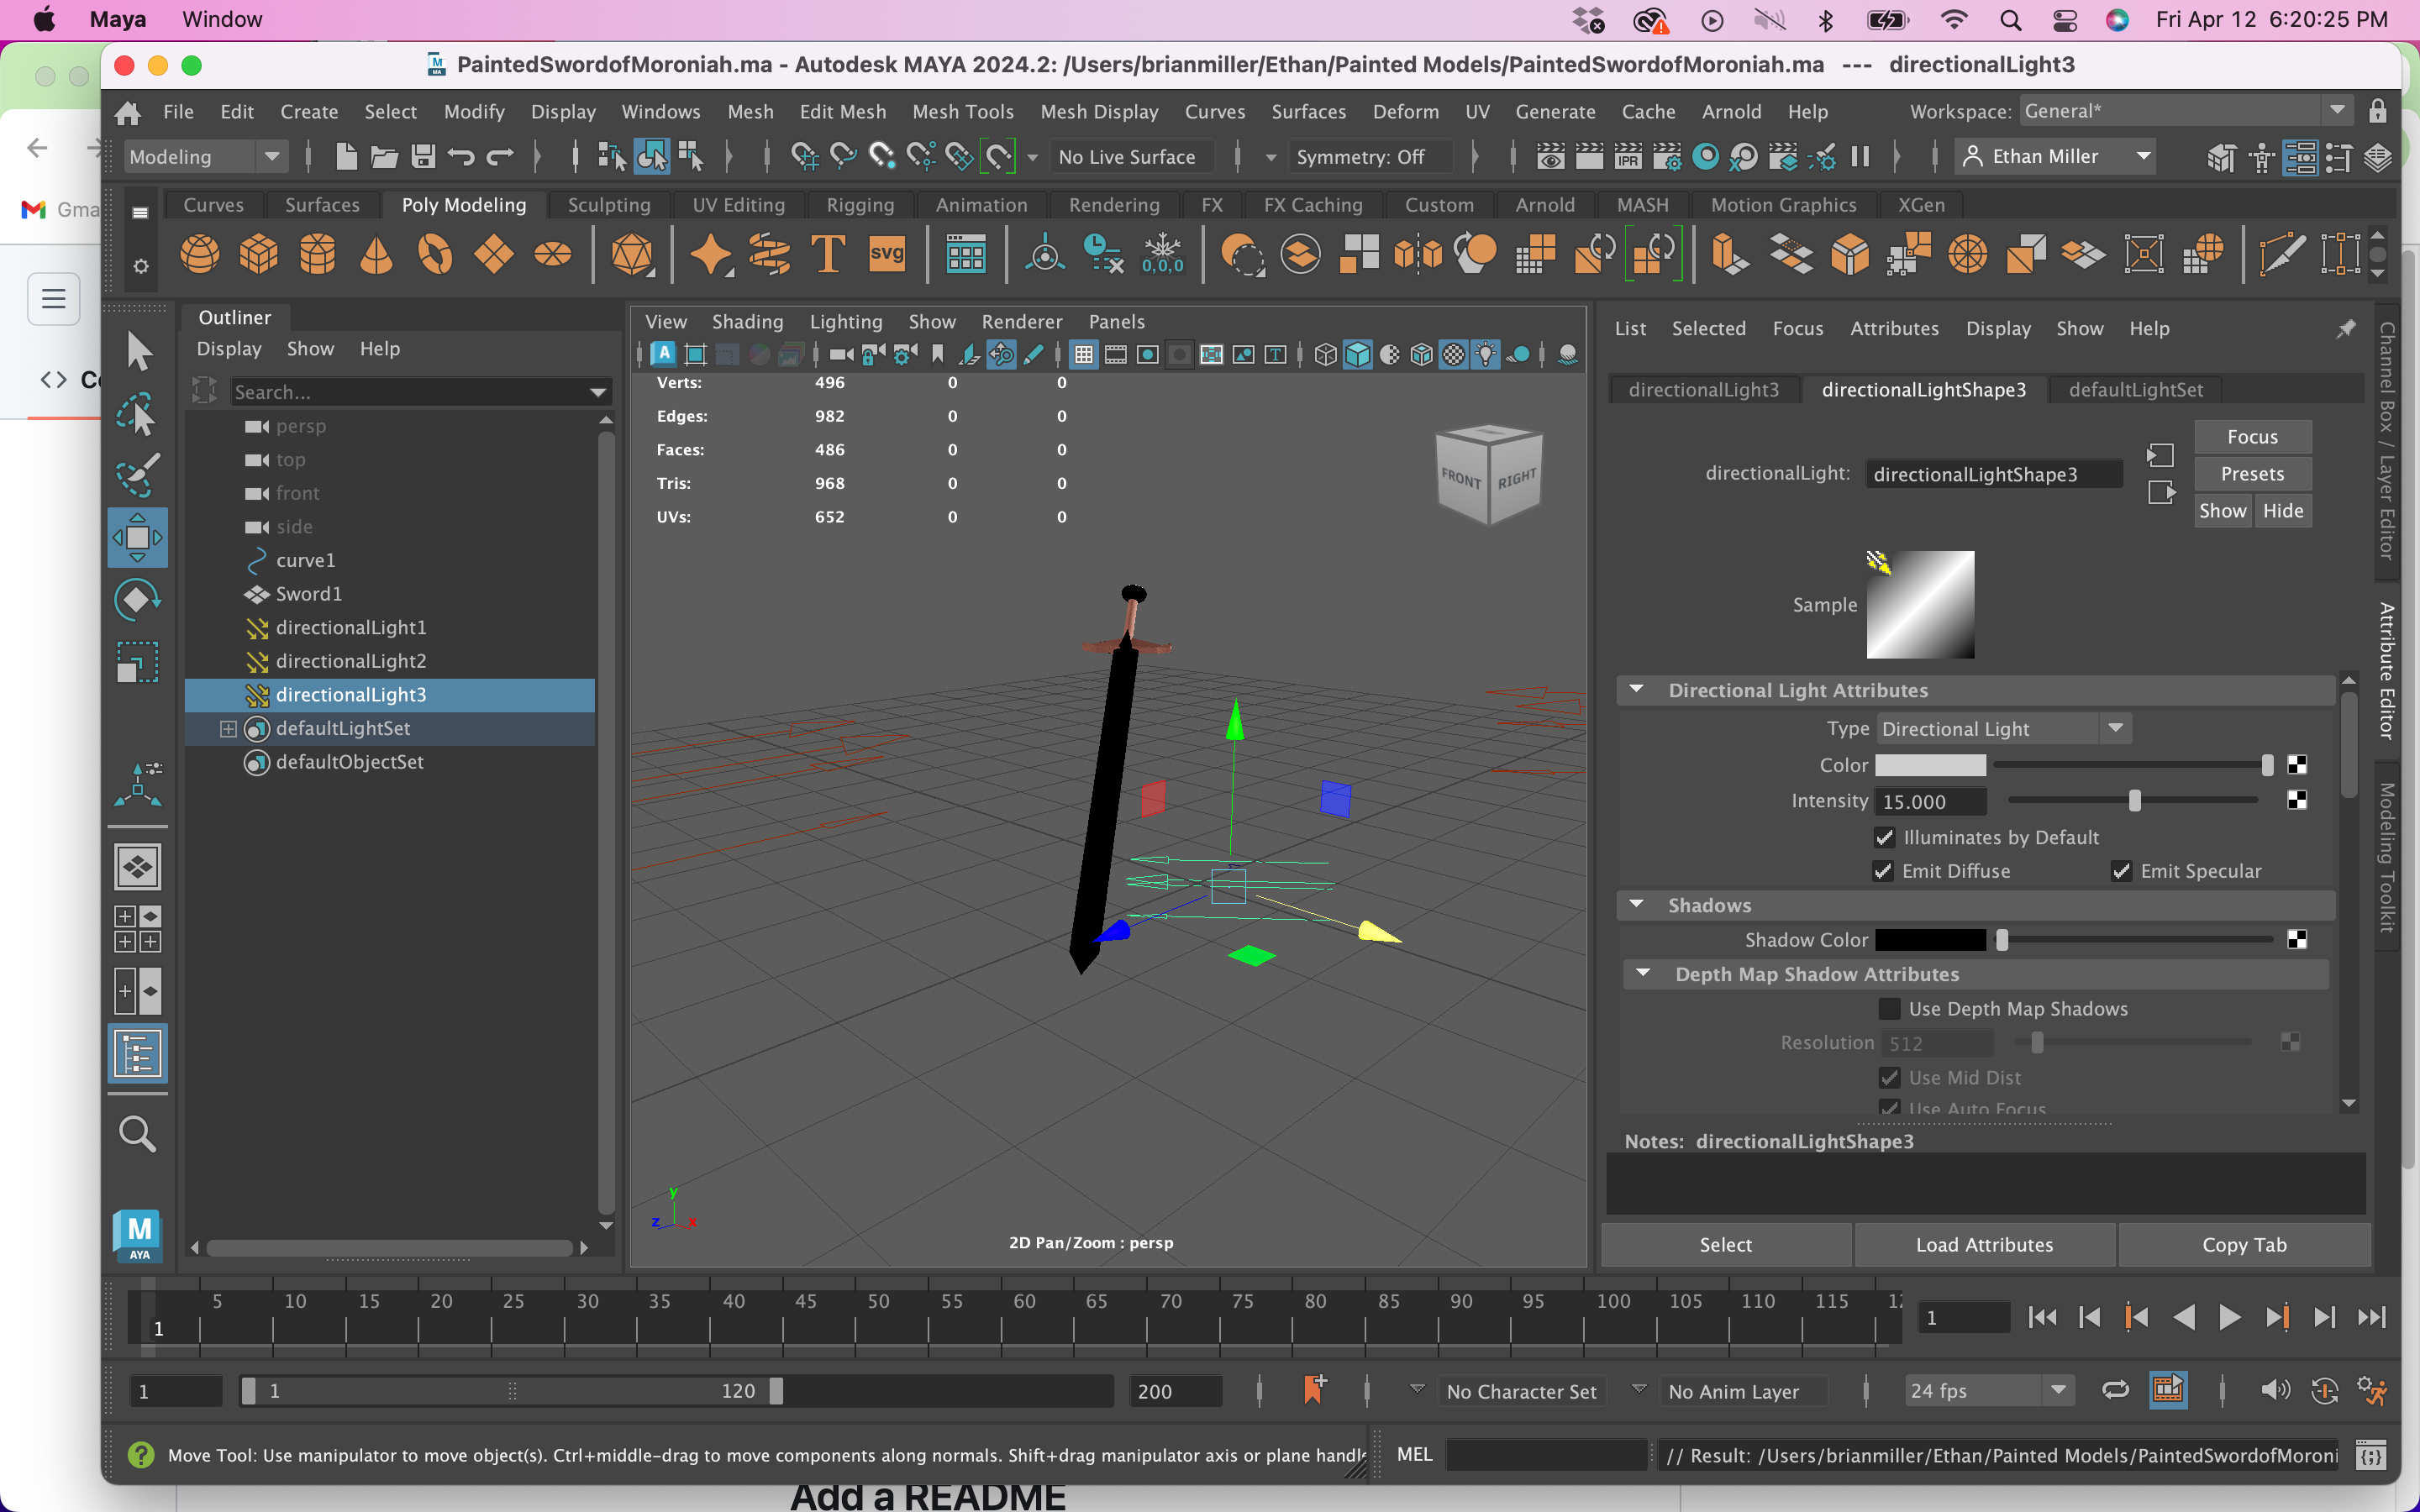 Maya Window Fri Apr 12 6:20:25 PM
PaintedSwordofMoroniah.ma - Autodesk MAYA 2024.2: /Users/brianmiller/Ethan/Painted Models/PaintedSwordofMoroniah.ma --- directionalLight3
File Edit Create Select Modify Display Windows Mesh Edit Mesh Mesh Tools Mesh Display Curves Surfaces Deform UV Generate Cache Arnold Help Workspace: General*
Modeling No Live Surface Symmetry: Off IPR Ethan Miller
Gma
Curves Surfaces Poly Modeling Sculpting UV Editing Rigging Animation Rendering FX FX Caching Custom Arnold MASH Motion Graphics XGen
T svg 0,0,0
Outliner
Display Show Help
Search...
persp
top
front
side
curve1
Sword1
directionalLight1
directionalLight2
directionalLight3
defaultLightSet
defaultObjectSet
View Shading Lighting Show Renderer Panels
Verts: 496 0 0
Edges: 982 0 0
Faces: 486 0 0
Tris: 968 0 0
UVs: 652 0 0
FRONT RIGHT
y
z x
2D Pan/Zoom : persp
List Selected Focus Attributes Display Show Help
directionalLight3 directionalLightShape3 defaultLightSet
Focus
directionalLight: directionalLightShape3 Presets
Show Hide
Sample
Directional Light Attributes
Type Directional Light
Color
Intensity 15.000
Illuminates by Default
Emit Diffuse Emit Specular
Shadows
Shadow Color
Depth Map Shadow Attributes
Use Depth Map Shadows
Resolution 512
Use Mid Dist
Use Auto Focus
Notes: directionalLightShape3
Select Load Attributes Copy Tab
Channel Box / Layer Editor
Attribute Editor
Modeling Toolkit
M
AYA
5 10 15 20 25 30 35 40 45 50 55 60 65 70 75 80 85 90 95 100 105 110 115 1
1
1 1 120 200 No Character Set No Anim Layer 24 fps
Move Tool: Use manipulator to move object(s). Ctrl+middle-drag to move components along normals. Shift+drag manipulator axis or plane handl MEL // Result: /Users/brianmiller/Ethan/Painted Models/PaintedSwordofMoroni
Add a README